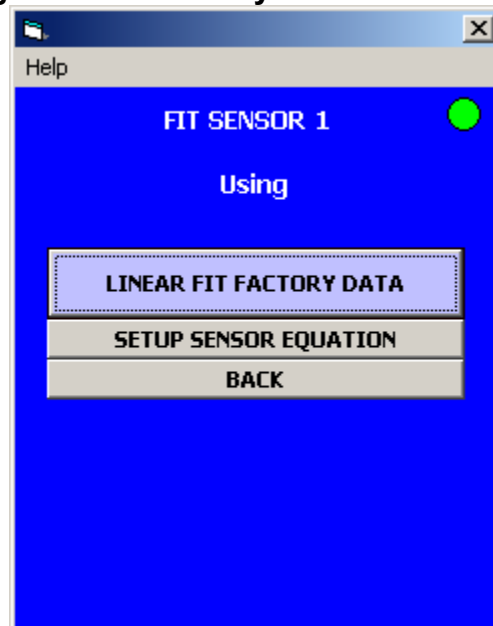 Help
FIT SENSOR 1
Using
LINEAR FIT FACTORY DATA
SETUP SENSOR EQUATION
BACK